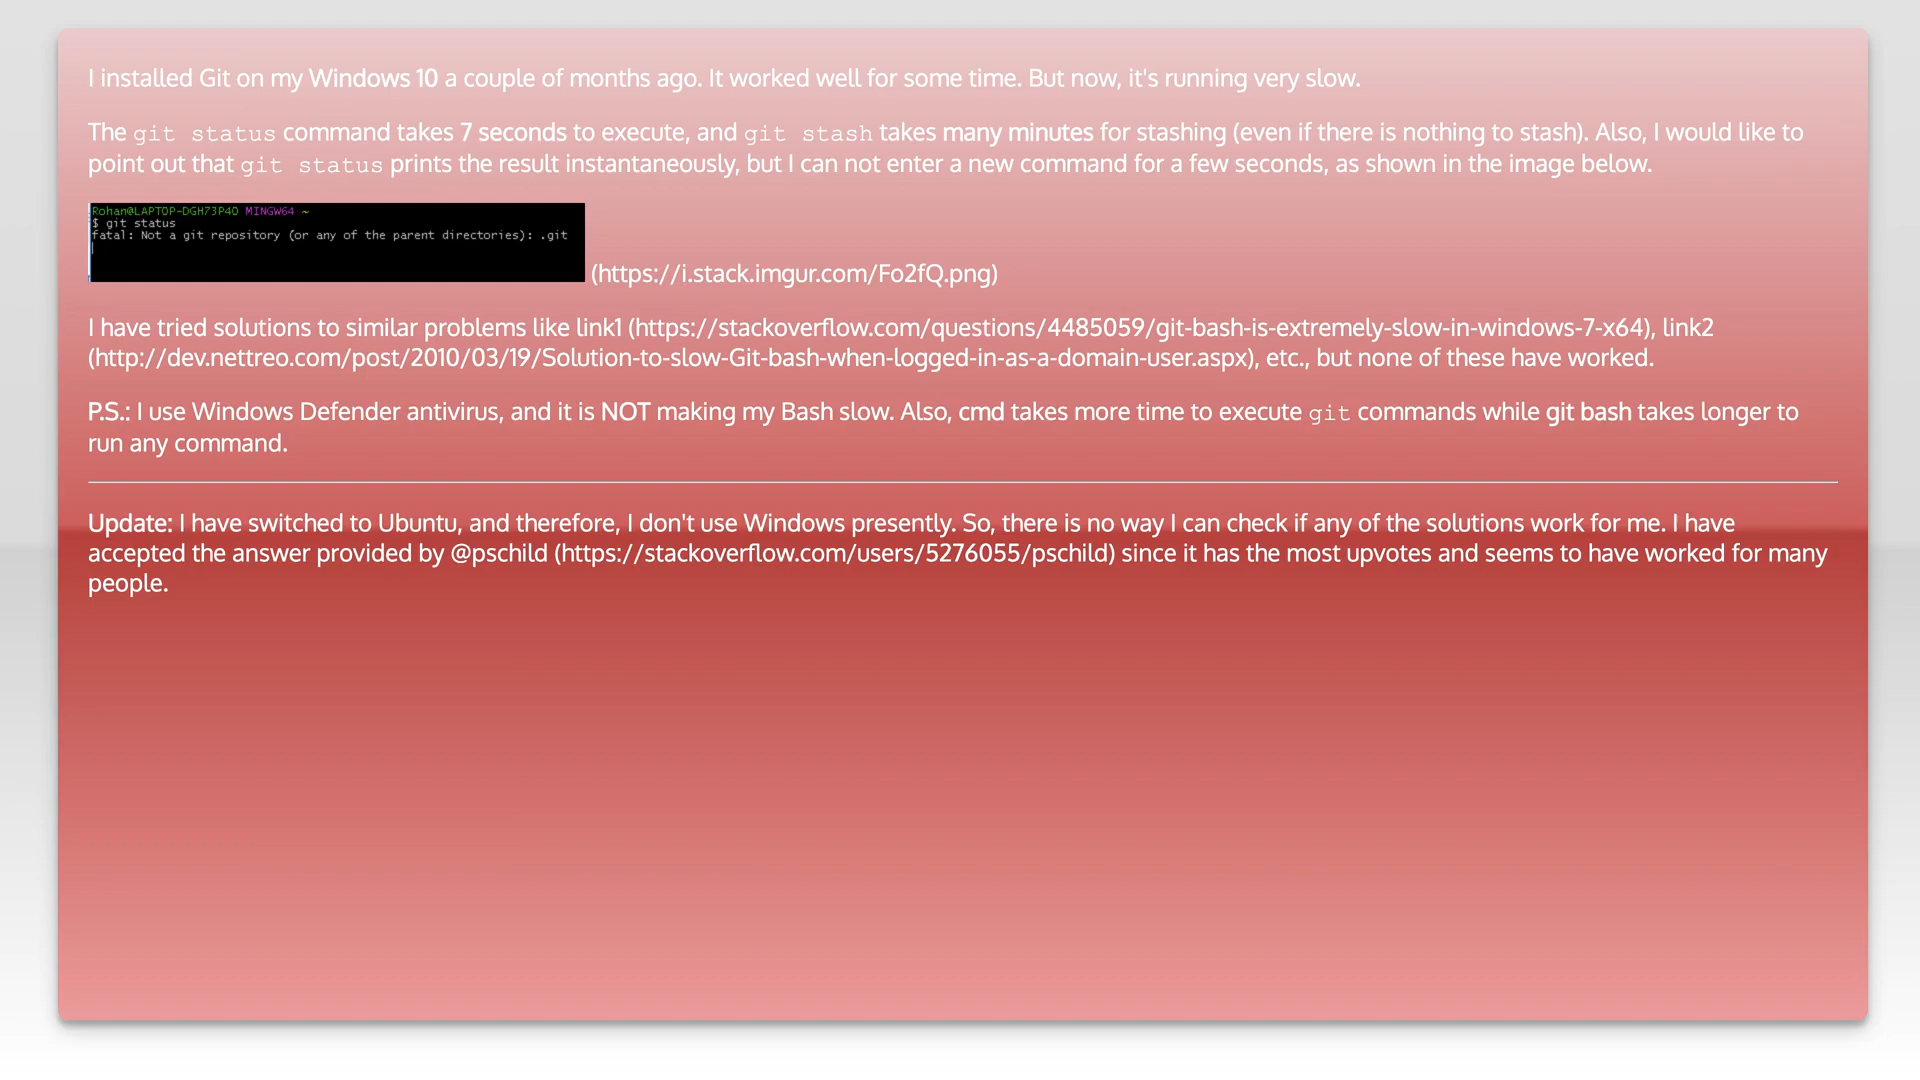 I installed Git on my Windows 10 a couple of months ago. It worked well for some time. But now, it's running very slow.
The git status command takes 7 seconds to execute, and git stash takes many minutes for stashing (even if there is nothing to stash). Also, I would like to
point out that git status prints the result instantaneously, but I can not enter a new command for a few seconds, as shown in the image below.
Rohan@LAPTOP-DGH73P4O MINGW64 ~
$ git status
fatal: Not a git repository (or any of the parent directories): .git
(https://i.stack.imgur.com/Fo2fQ.png)
I have tried solutions to similar problems like link1 (https://stackoverflow.com/questions/4485059/git-bash-is-extremely-slow-in-windows-7-x64), link2
(http://dev.nettreo.com/post/2010/03/19/Solution-to-slow-Git-bash-when-logged-in-as-a-domain-user.aspx), etc., but none of these have worked.
P.S.: I use Windows Defender antivirus, and it is NOT making my Bash slow. Also, cmd takes more time to execute git commands while git bash takes longer to
run any command.
Update: I have switched to Ubuntu, and therefore, I don't use Windows presently. So, there is no way I can check if any of the solutions work for me. I have
accepted the answer provided by @pschild (https://stackoverflow.com/users/5276055/pschild) since it has the most upvotes and seems to have worked for many
people.